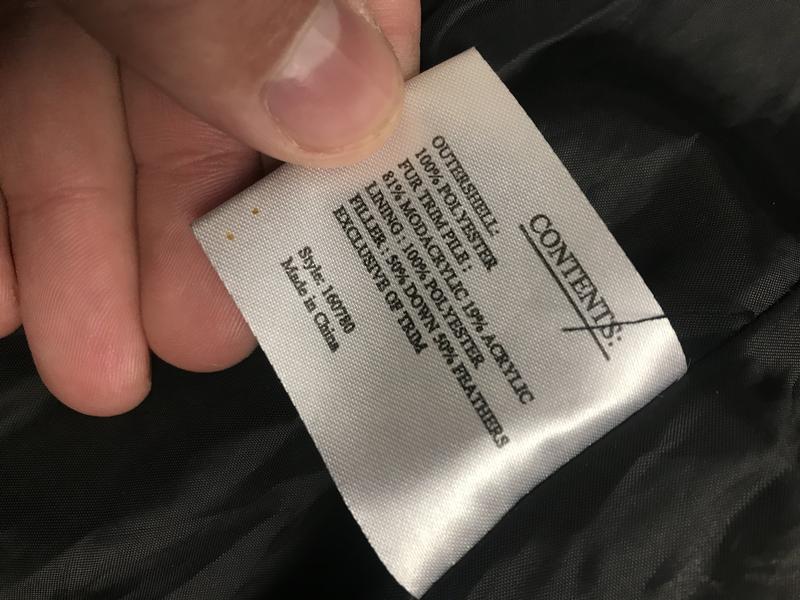 CONTENTS:
OUTERSHELL:
100% POLYESTER
FUR TRIM PILE :
81% MODACRYLIC 19% ACRYLIC
LINING : 100% POLYESTER
FILLER : 50% DOWN 50% FEATHERS
EXCLUSIVE OF TRIM
Style: 160780
Made in China